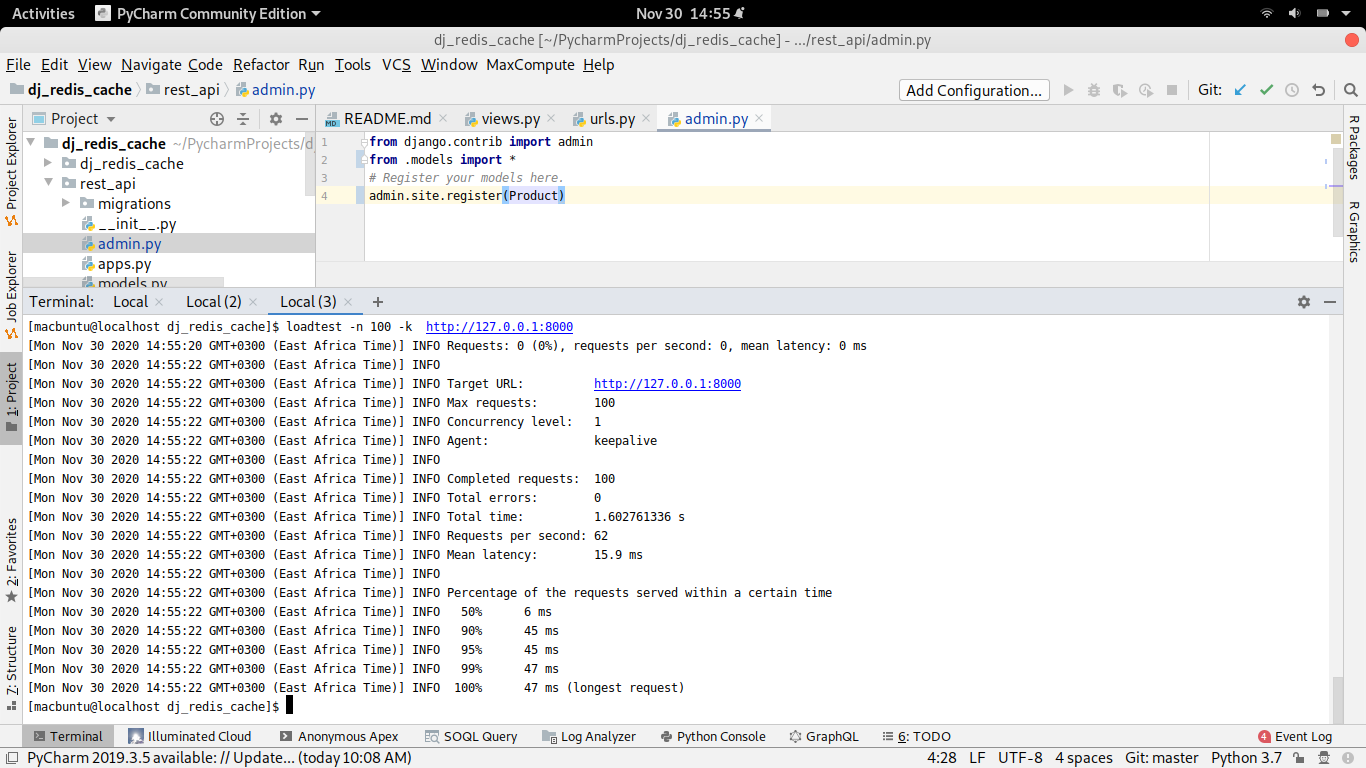 Activities PyCharm Community Edition Nov 30 14:55
dj_redis_cache [~/PycharmProjects/dj_redis_cache] - .../rest_api/admin.py
File Edit View Navigate Code Refactor Run Tools VCS Window MaxCompute Help
dj_redis_cache rest_api admin.py Add Configuration... Git:
Project README.md views.py urls.py admin.py
dj_redis_cache ~/PycharmProjects/d
dj_redis_cache
rest_api
migrations
__init__.py
admin.py
apps.py
models.py
1 from django.contrib import admin
2 from .models import *
3 # Register your models here.
4 admin.site.register(Product)
Project Explorer
Job Explorer
1: Project
2: Favorites
7: Structure
R Packages
R Graphics
Terminal: Local Local (2) Local (3) +
[macbuntu@localhost dj_redis_cache]$ loadtest -n 100 -k http://127.0.0.1:8000
[Mon Nov 30 2020 14:55:20 GMT+0300 (East Africa Time)] INFO Requests: 0 (0%), requests per second: 0, mean latency: 0 ms
[Mon Nov 30 2020 14:55:22 GMT+0300 (East Africa Time)] INFO
[Mon Nov 30 2020 14:55:22 GMT+0300 (East Africa Time)] INFO Target URL: http://127.0.0.1:8000
[Mon Nov 30 2020 14:55:22 GMT+0300 (East Africa Time)] INFO Max requests: 100
[Mon Nov 30 2020 14:55:22 GMT+0300 (East Africa Time)] INFO Concurrency level: 1
[Mon Nov 30 2020 14:55:22 GMT+0300 (East Africa Time)] INFO Agent: keepalive
[Mon Nov 30 2020 14:55:22 GMT+0300 (East Africa Time)] INFO
[Mon Nov 30 2020 14:55:22 GMT+0300 (East Africa Time)] INFO Completed requests: 100
[Mon Nov 30 2020 14:55:22 GMT+0300 (East Africa Time)] INFO Total errors: 0
[Mon Nov 30 2020 14:55:22 GMT+0300 (East Africa Time)] INFO Total time: 1.602761336 s
[Mon Nov 30 2020 14:55:22 GMT+0300 (East Africa Time)] INFO Requests per second: 62
[Mon Nov 30 2020 14:55:22 GMT+0300 (East Africa Time)] INFO Mean latency: 15.9 ms
[Mon Nov 30 2020 14:55:22 GMT+0300 (East Africa Time)] INFO
[Mon Nov 30 2020 14:55:22 GMT+0300 (East Africa Time)] INFO Percentage of the requests served within a certain time
[Mon Nov 30 2020 14:55:22 GMT+0300 (East Africa Time)] INFO 50% 6 ms
[Mon Nov 30 2020 14:55:22 GMT+0300 (East Africa Time)] INFO 90% 45 ms
[Mon Nov 30 2020 14:55:22 GMT+0300 (East Africa Time)] INFO 95% 45 ms
[Mon Nov 30 2020 14:55:22 GMT+0300 (East Africa Time)] INFO 99% 47 ms
[Mon Nov 30 2020 14:55:22 GMT+0300 (East Africa Time)] INFO 100% 47 ms (longest request)
[macbuntu@localhost dj_redis_cache]$
Terminal Illuminated Cloud Anonymous Apex SOQL Query Log Analyzer Python Console GraphQL 6: TODO 4 Event Log
PyCharm 2019.3.5 available: // Update... (today 10:08 AM) 4:28 LF UTF-8 4 spaces Git: master Python 3.7